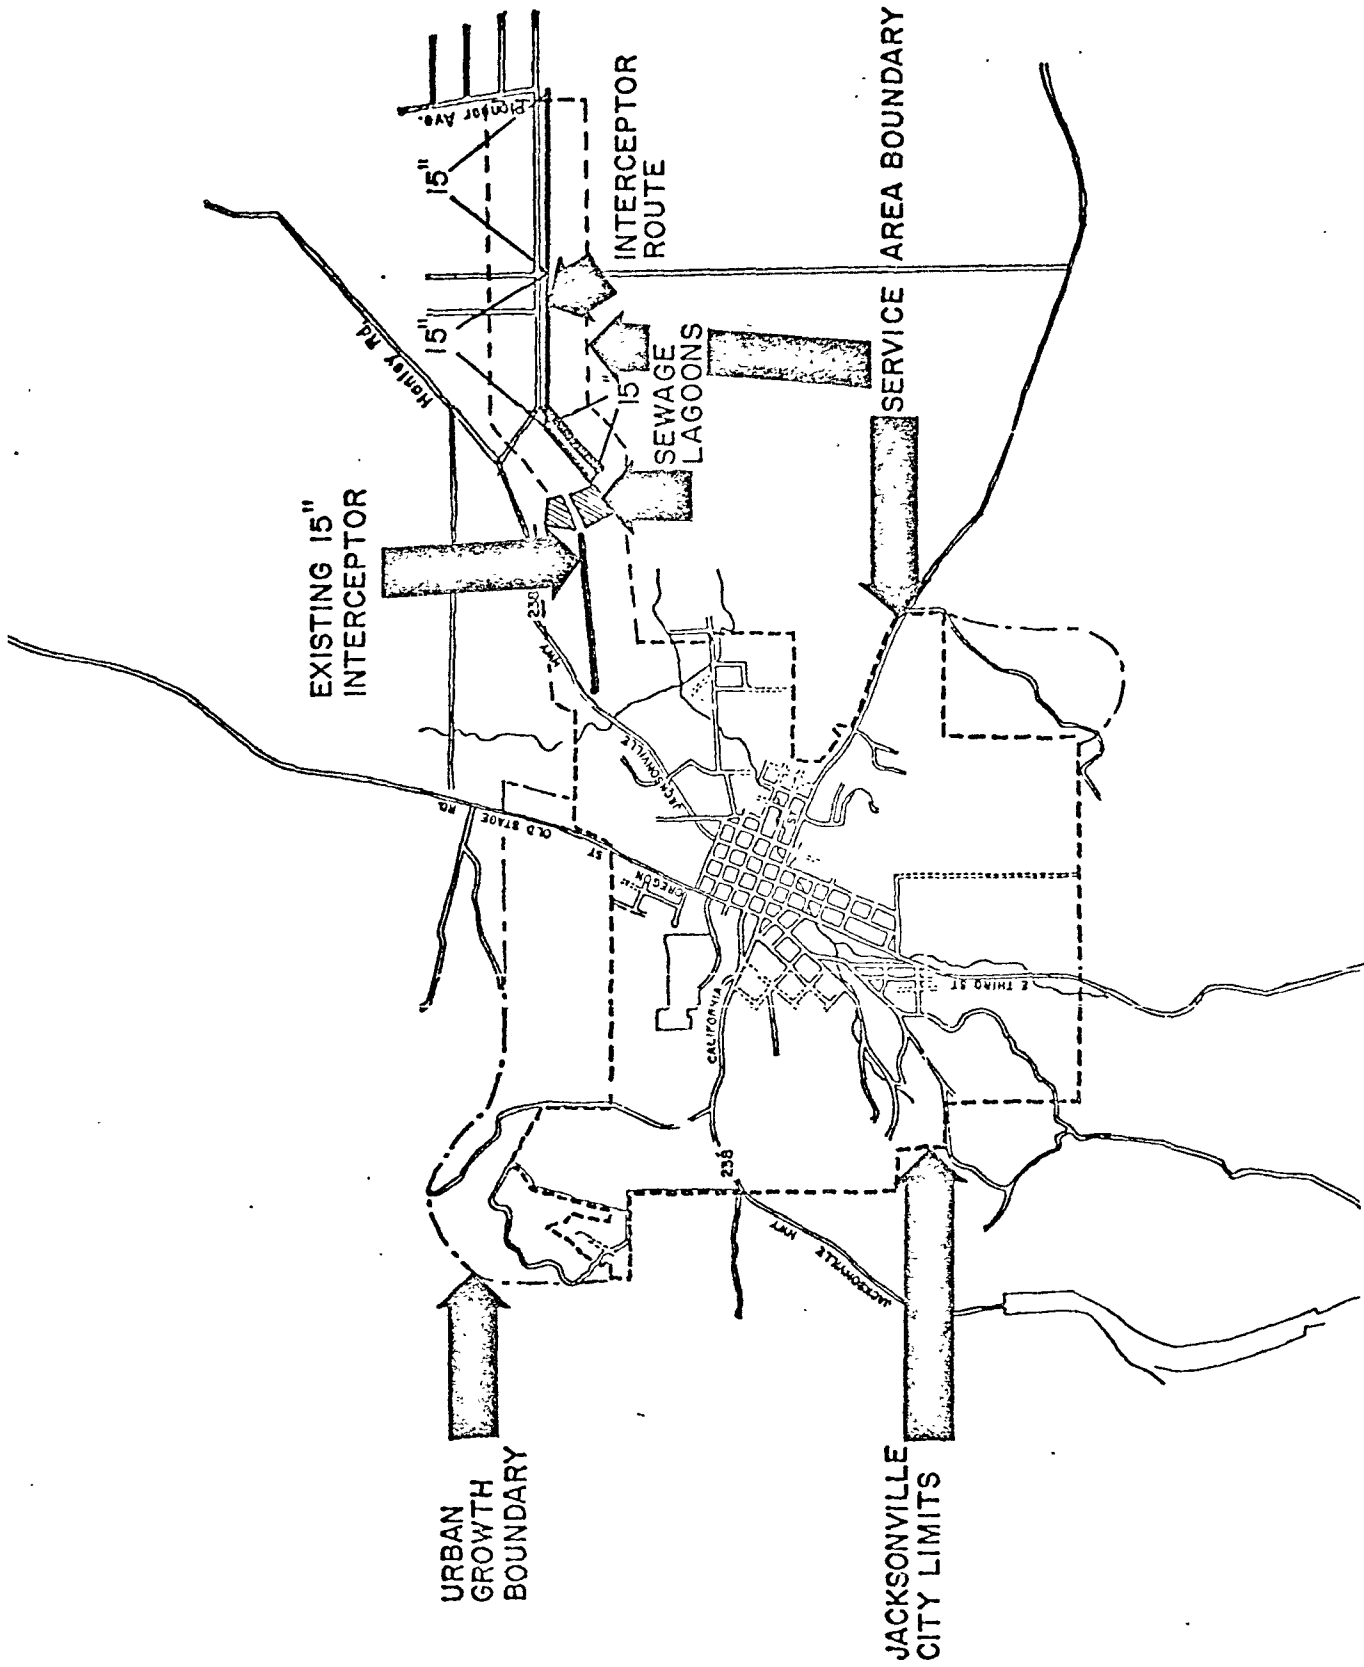 EXISTING 15"
INTERCEPTOR
Hanley Rd.
Pioneer Ave.
15"
15"
15"
INTERCEPTOR
ROUTE
SEWAGE
LAGOONS
SERVICE AREA BOUNDARY
238
HWY
JACKSONVILLE
OLD STAGE
RD.
OREGON
ST
ST
CALIFORNIA
E THIRD ST
238
JACKSONVILLE
HWY
URBAN
GROWTH
BOUNDARY
JACKSONVILLE
CITY LIMITS